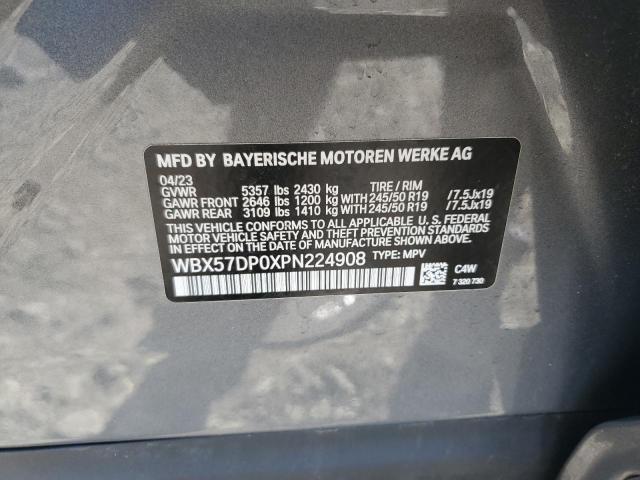 MFD BY BAYERISCHE MOTOREN WERKE AG
04/23
GVWR 5357 lbs 2430 kg TIRE / RIM
GAWR FRONT 2646 lbs 1200 kg WITH 245/50 R19 /7.5Jx19
GAWR REAR 3109 lbs 1410 kg WITH 245/50 R19 /7.5Jx19
THIS VEHICLE CONFORMS TO ALL APPLICABLE U. S. FEDERAL
MOTOR VEHICLE SAFETY, BUMPER, AND THEFT PREVENTION
STANDARDS IN EFFECT ON THE DATE OF MANUFACTURE SHOWN ABOVE.
WBX57DP0XPN224908 TYPE: MPV
C4W
7 320 730